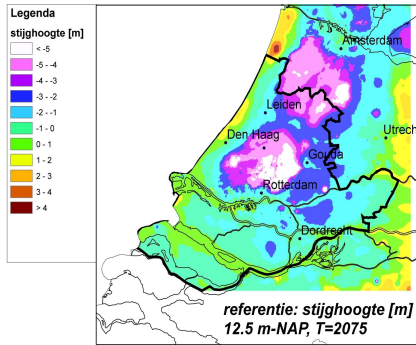 Legenda
stijghoogte [m]
< -5
-5 - -4
-4 - -3
-3 - -2
-2 - -1
-1 - 0
0 - 1
1 - 2
2 - 3
3 - 4
> 4
Amsterdam
Leiden
Utrech
Den Haag
Gouda
Rotterdam
Dordrecht
referentie: stijghoogte [m]
12.5 m-NAP, T=2075